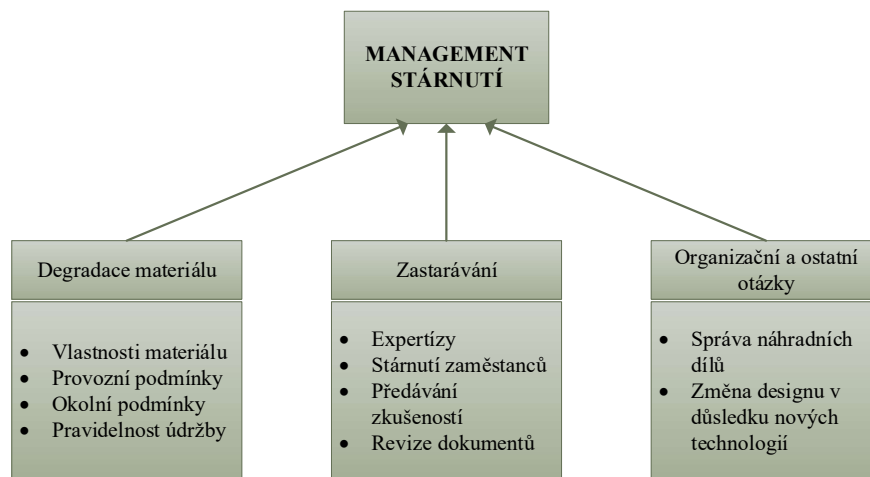 MANAGEMENT
STÁRNUTÍ
Degradace materiálu
• Vlastnosti materiálu
• Provozní podmínky
• Okolní podmínky
• Pravidelnost údržby
Zastarávání
• Expertízy
• Stárnutí zaměstanců
• Předávání
zkušeností
• Revize dokumentů
Organizační a ostatní
otázky
• Správa náhradních
dílů
• Změna designu v
důsledku nových
technologií